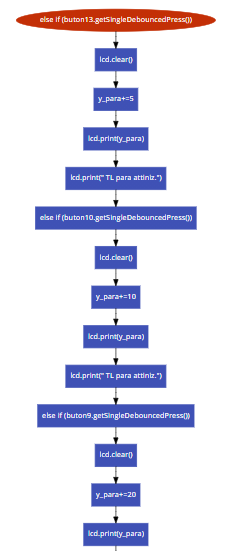 else if (buton13.getSingleDebouncedPress())
lcd.clear()
y_para+=5
lcd.print(y_para)
lcd.print(" TL para attiniz.")
else if (buton10.getSingleDebouncedPress())
lcd.clear()
y_para+=10
lcd.print(y_para)
lcd.print(" TL para attiniz.")
else if (buton9.getSingleDebouncedPress())
lcd.clear()
y_para+=20
lcd.print(y_para)